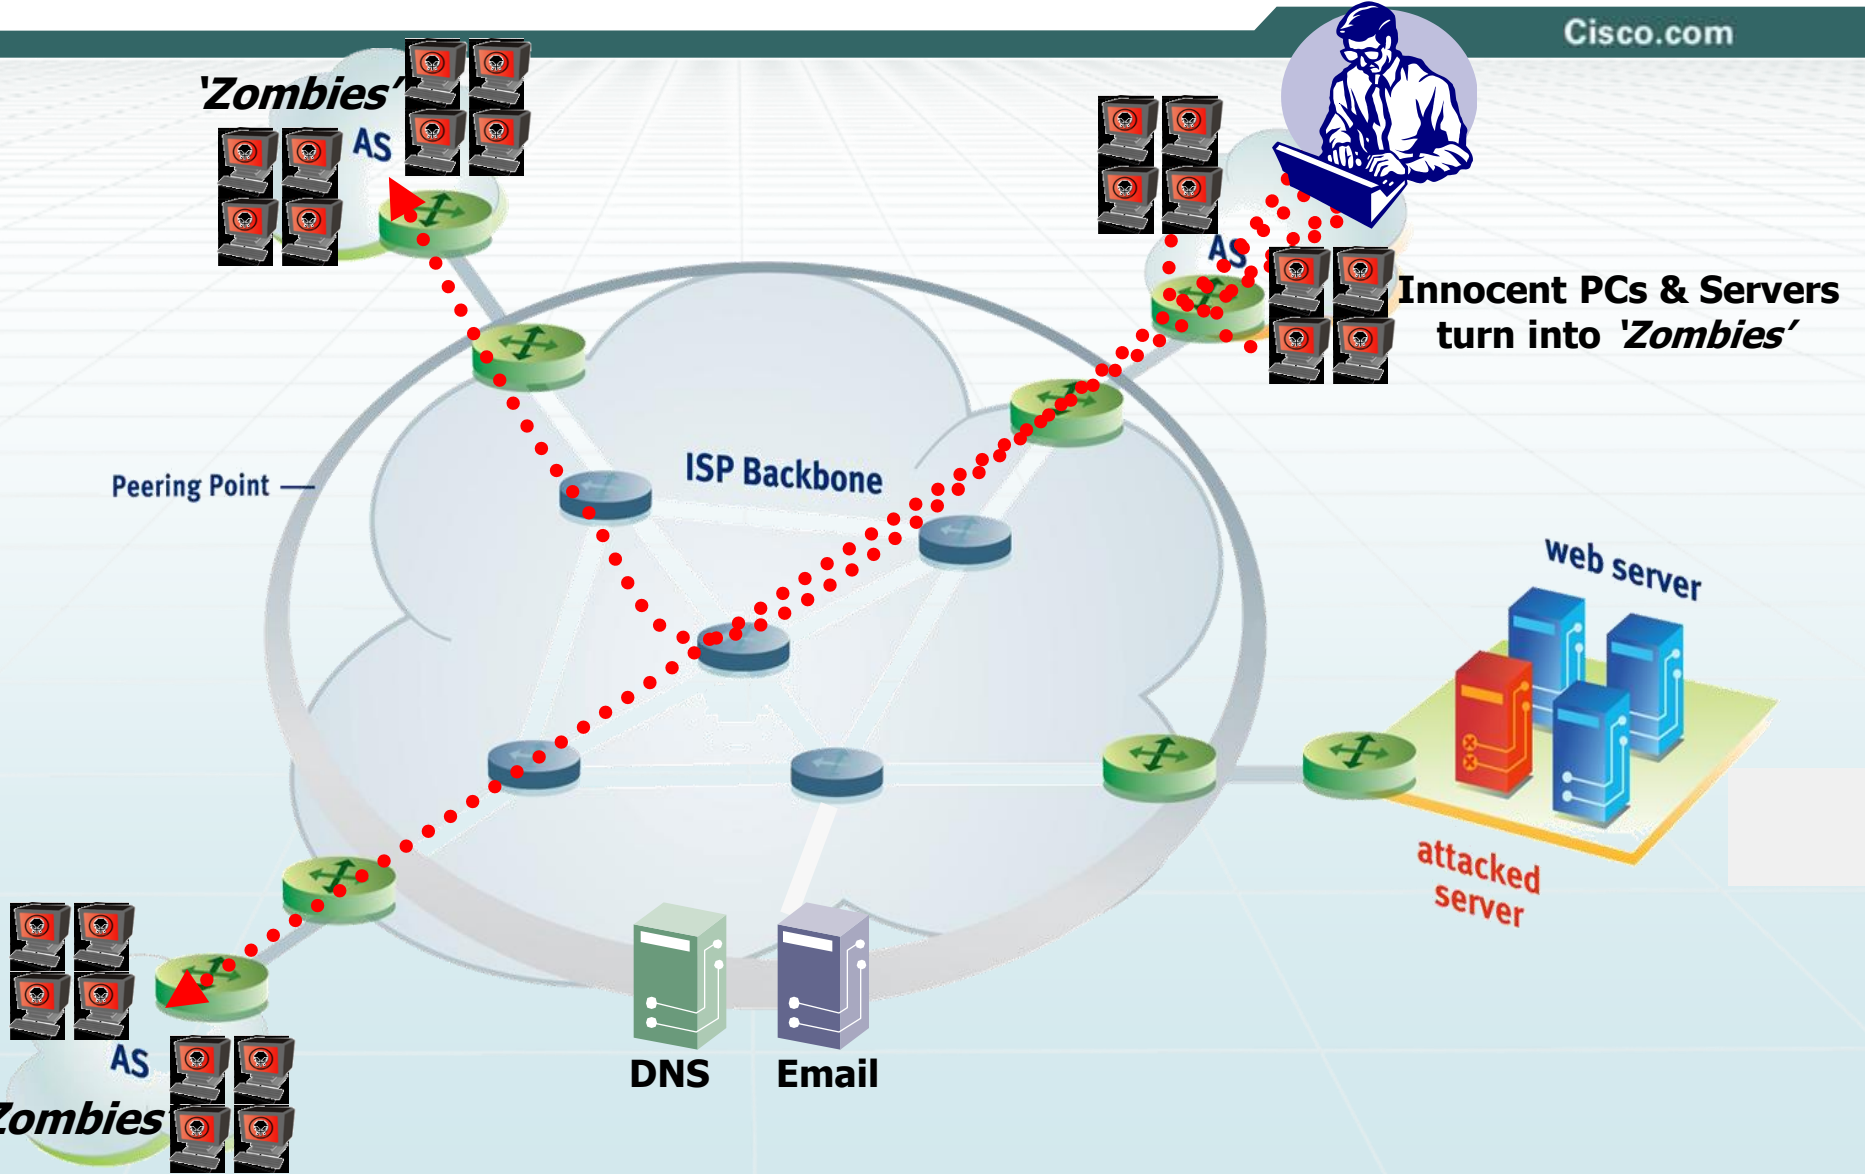 Cisco.com
‘Zombies’
AS
AS
Innocent PCs & Servers
turn into ‘Zombies’
Peering Point
ISP Backbone
web server
attacked
server
DNS
Email
AS
Zombies’